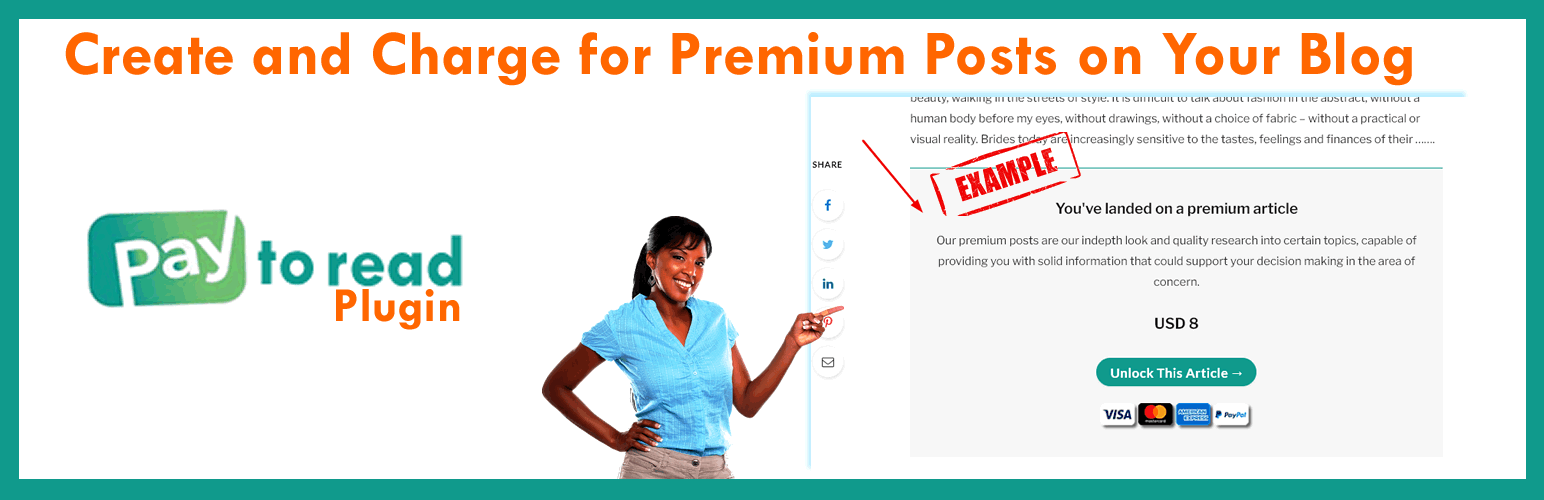 Create and Charge for Premium Posts on Your Blog
pay to read
Plugin
beauty, walking in the streets of style. It is difficult to talk about fashion in the abstract, without a
human body before my eyes, without drawings, without a choice of fabric – without a practical or
visual reality. Brides today are increasingly sensitive to the tastes, feelings and finances of their .......
SHARE
EXAMPLE
You've landed on a premium article
Our premium posts are our indepth look and quality research into certain topics, capable of
providing you with solid information that could support your decision making in the area of
concern.
USD 8
Unlock This Article →
VISA
mastercard
AMERICAN
EXPRESS
PayPal